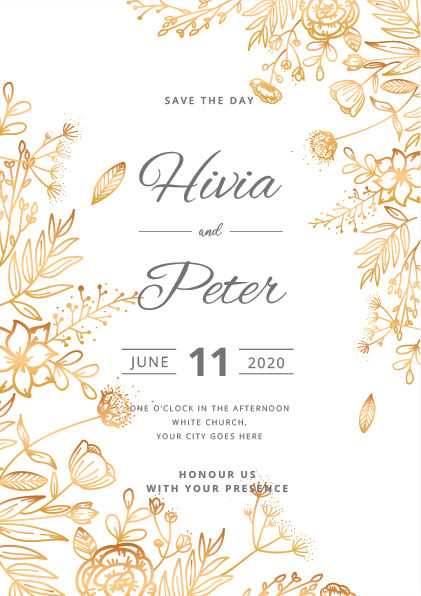 SAVE THE DAY
Hivia
and
Peter
JUNE 11 2020
ONE O'CLOCK IN THE AFTERNOON
WHITE CHURCH,
YOUR CITY GOES HERE
HONOUR US
WITH YOUR PRESENCE